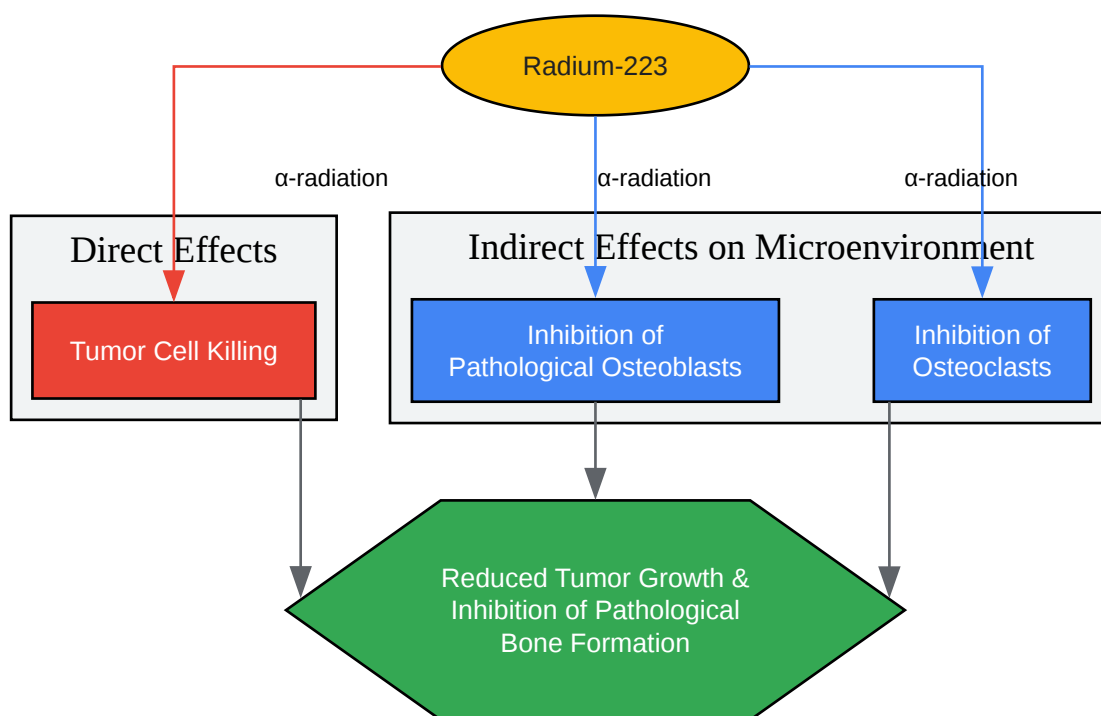 Radium-223
α-radiation
α-radiation
α-radiation
Direct Effects
Indirect Effects on Microenvironment
Tumor Cell Killing
Inhibition of
Pathological Osteoblasts
Inhibition of
Osteoclasts
Reduced Tumor Growth &
Inhibition of Pathological
Bone Formation